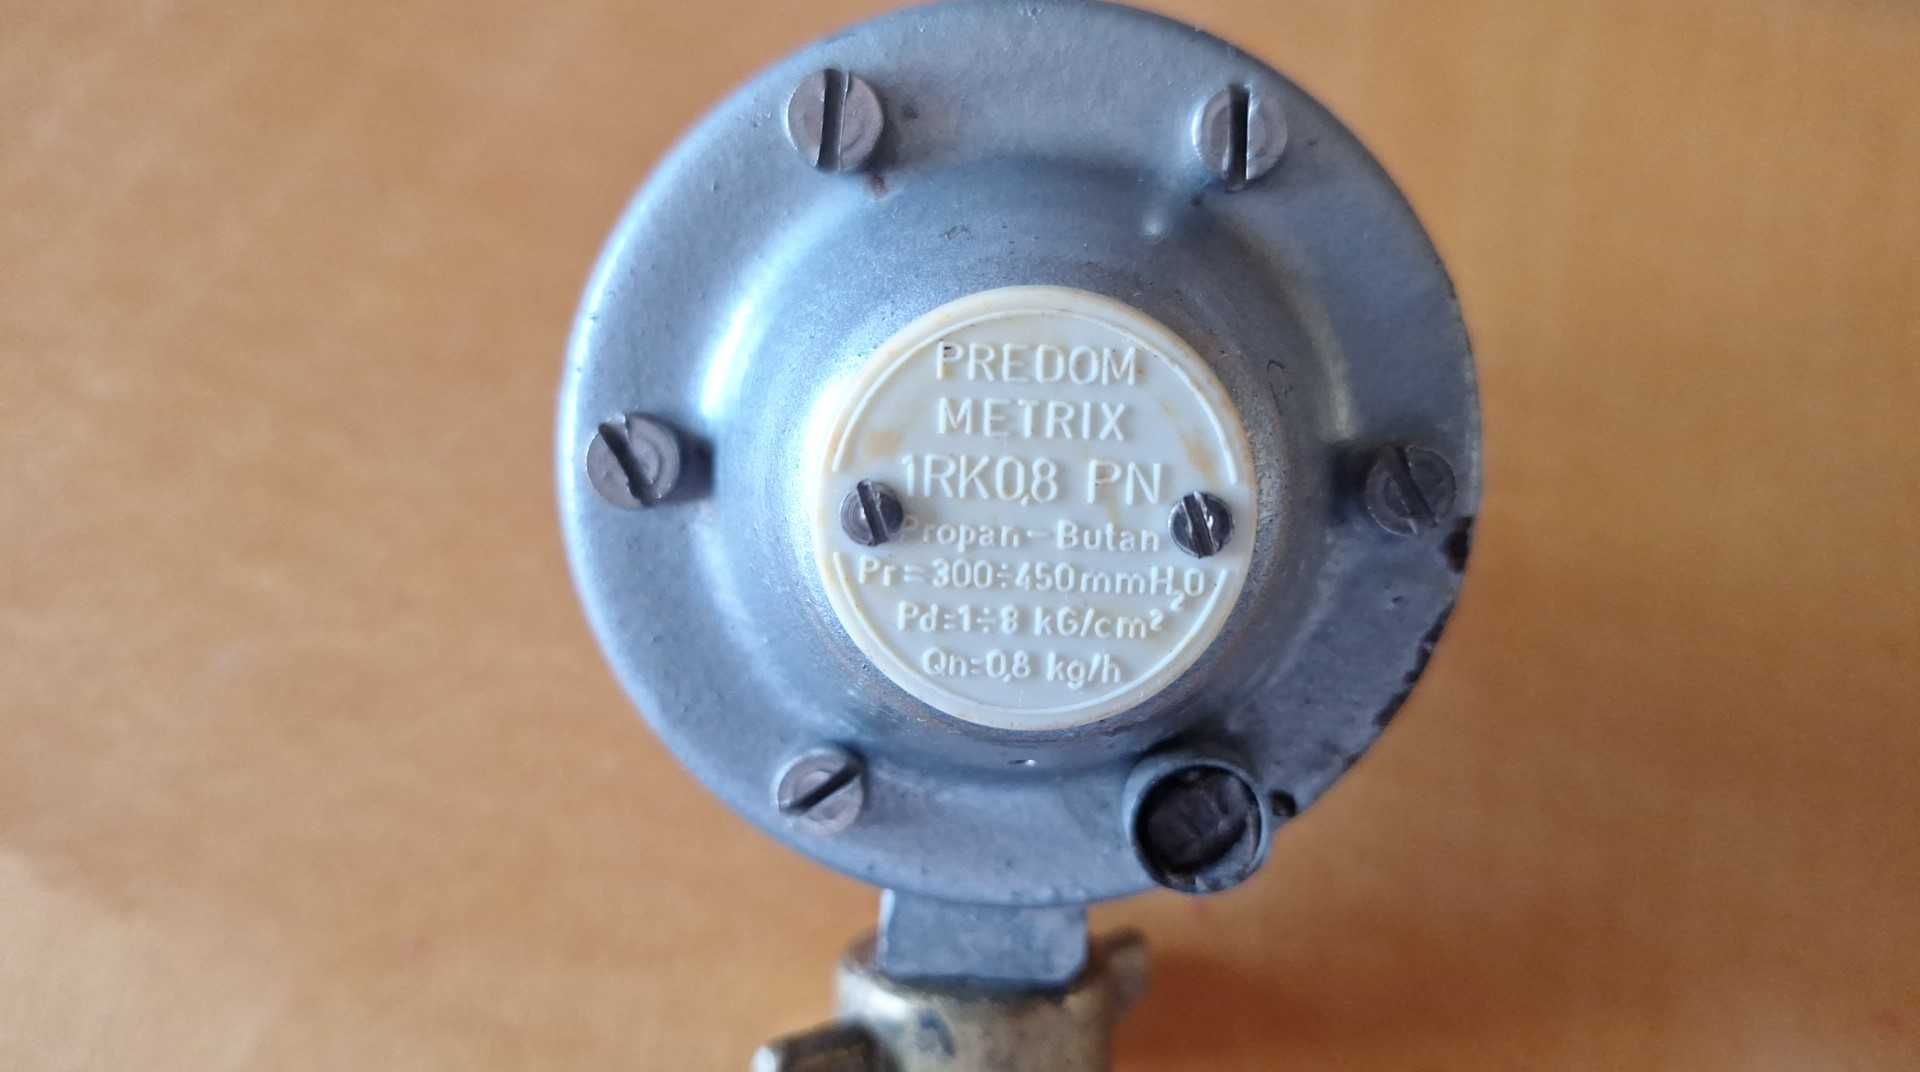 PREDOM
METRIX
1RK0,8 PN
Propan-Butan
Pr=300÷450mmH₂O
Pd=1÷8 kG/cm²
Qn=0,8 kg/h